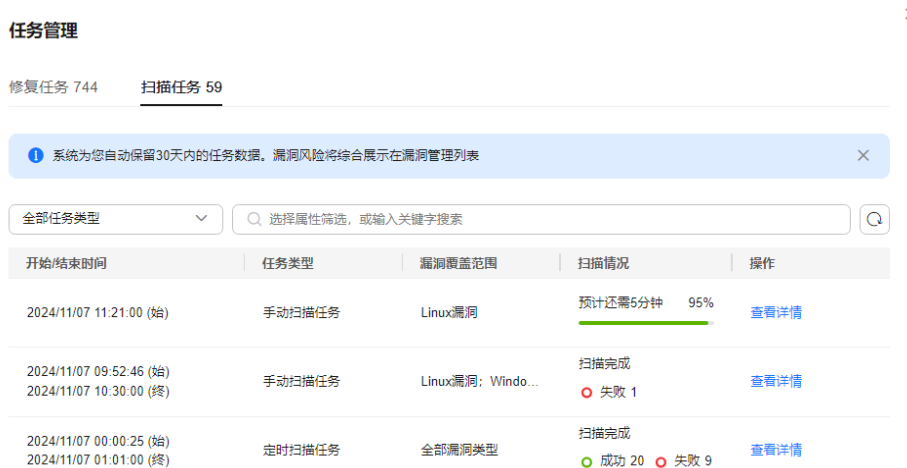 任务管理
修复任务 744 扫描任务 59
系统为您自动保留30天内的任务数据。漏洞风险将综合展示在漏洞管理列表
全部任务类型 选择属性筛选，或输入关键字搜索
开始/结束时间 任务类型 漏洞覆盖范围 扫描情况 操作
2024/11/07 11:21:00 (始) 手动扫描任务 Linux漏洞 预计还需5分钟 95% 查看详情
2024/11/07 09:52:46 (始) 手动扫描任务 Linux漏洞；Windo... 扫描完成 查看详情
2024/11/07 10:30:00 (终) 失败 1
2024/11/07 00:00:25 (始) 定时扫描任务 全部漏洞类型 扫描完成 查看详情
2024/11/07 01:01:00 (终) 成功 20 失败 9